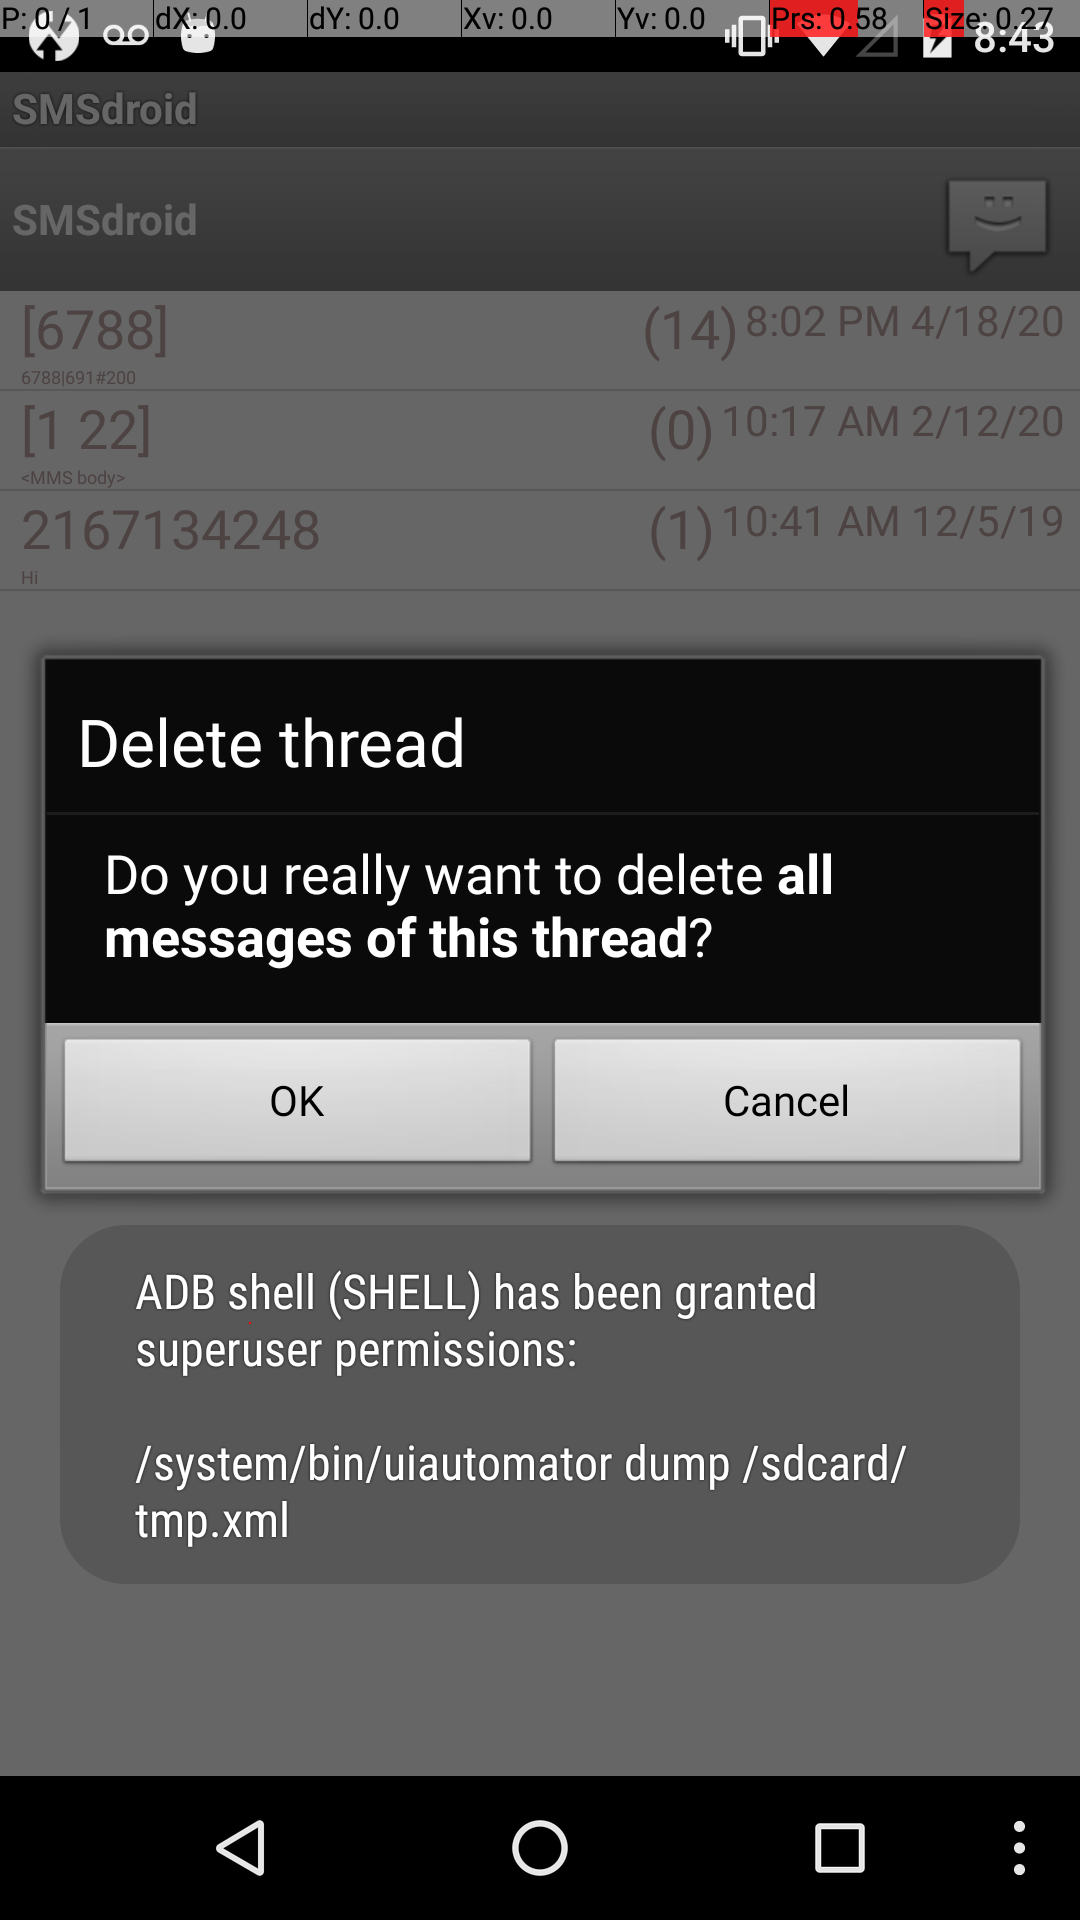 P: 0 / 1 dX: 0.0 dY: 0.0 Xv: 0.0 Yv: 0.0 Prs: 0.58 Size: 0.27
8:43
SMSdroid
SMSdroid
[6788] (14) 8:02 PM 4/18/20
6788|691#200
[1 22] (0) 10:17 AM 2/12/20
<MMS body>
2167134248 (1) 10:41 AM 12/5/19
Hi
Delete thread
Do you really want to delete all
messages of this thread?
OK Cancel
ADB shell (SHELL) has been granted
superuser permissions:
/system/bin/uiautomator dump /sdcard/
tmp.xml